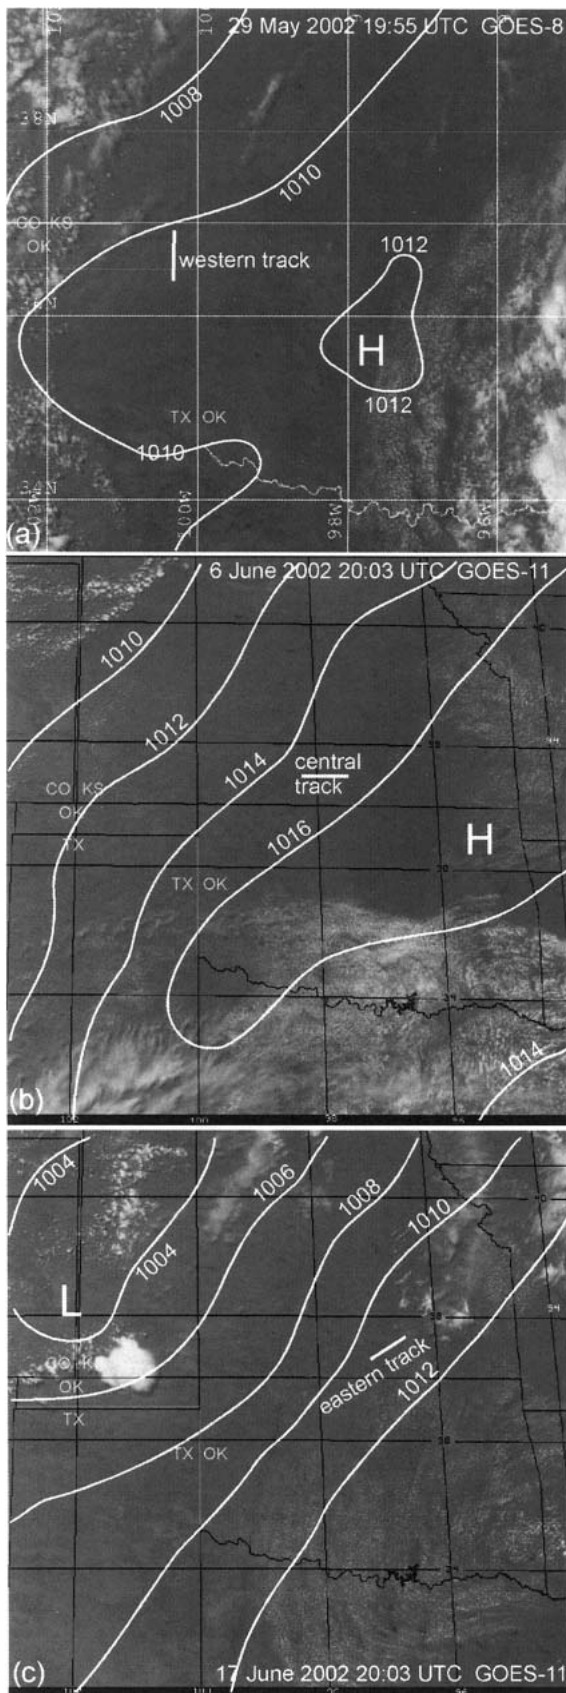 29 May 2002 19:55 UTC GOES-8
1008
38N
1010
CO KS
OK
western track
1012
H
1012
TX OK
1010
34N
100W
98W
96W
(a)
6 June 2002 20:03 UTC GOES-11
1010
1012
1014
central
track
CO KS
OK
1016
TX
H
TX OK
1014
(b)
1004
1006
1008
1010
1004
L
eastern track
1012
OK
TX
TX OK
(c)
17 June 2002 20:03 UTC GOES-11